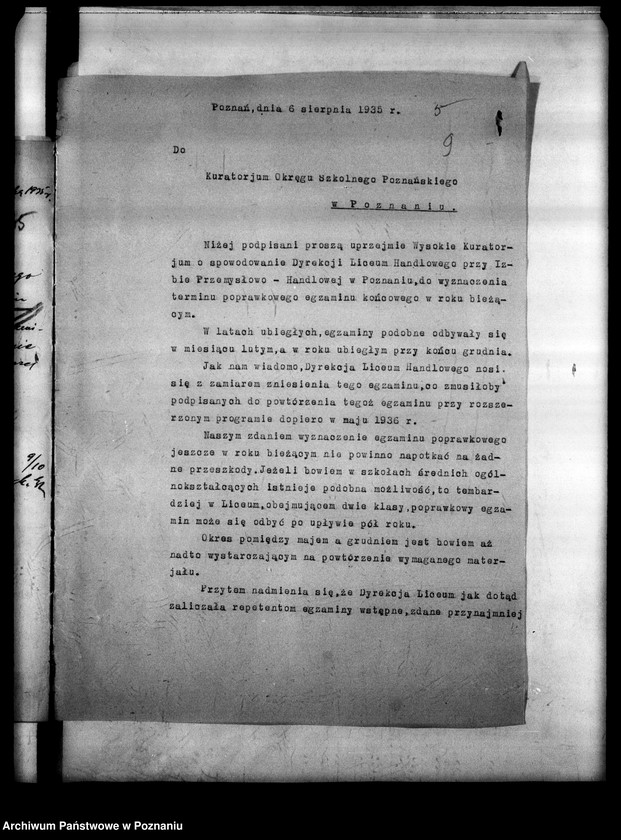 Poznań, dnia 6 sierpnia 1935 r.
5
9
Do
Kuratorjum Okręgu Szkolnego Poznańskiego
w Poznaniu.
Niżej podpisani proszą uprzejmie Wysokie Kurator-
jum o spowodowanie Dyrekcji Liceum Handlowego przy Iz-
bie Przemysłowo - Handlowej w Poznaniu, do wyznaczenia
terminu poprawkowego egzaminu końcowego w roku bieżą-
cym.
W latach ubiegłych, egzaminy podobne odbywały się
w miesiącu lutym, a w roku ubiegłym przy końcu grudnia.
Jak nam wiadomo, Dyrekcja Liceum Handlowego nosi
się z zamiarem zniesienia tego egzaminu, co zmusiłoby
podpisanych do powtórzenia tegoż egzaminu przy rozsze-
rzonym programie dopiero w maju 1936 r.
Naszym zdaniem wyznaczenie egzaminu poprawkowego
jeszcze w roku bieżącym nie powinno napotkać na żad-
ne przeszkody. Jeżeli bowiem w szkołach średnich ogól-
nokształcących istnieje podobna możliwość, to tembar-
dziej w Liceum, obejmującem dwie klasy, poprawkowy egza-
min może się odbyć po upływie pół roku.
Okres pomiędzy majem a grudniem jest bowiem aż
nadto wystarczającym na powtórzenie wymaganego mater-
jału.
Przytem nadmienia się, że Dyrekcja Liceum jak dotąd
zaliczała repetentom egzaminy wstępne, zdane przynajmniej
9/10
Archiwum Państwowe w Poznaniu